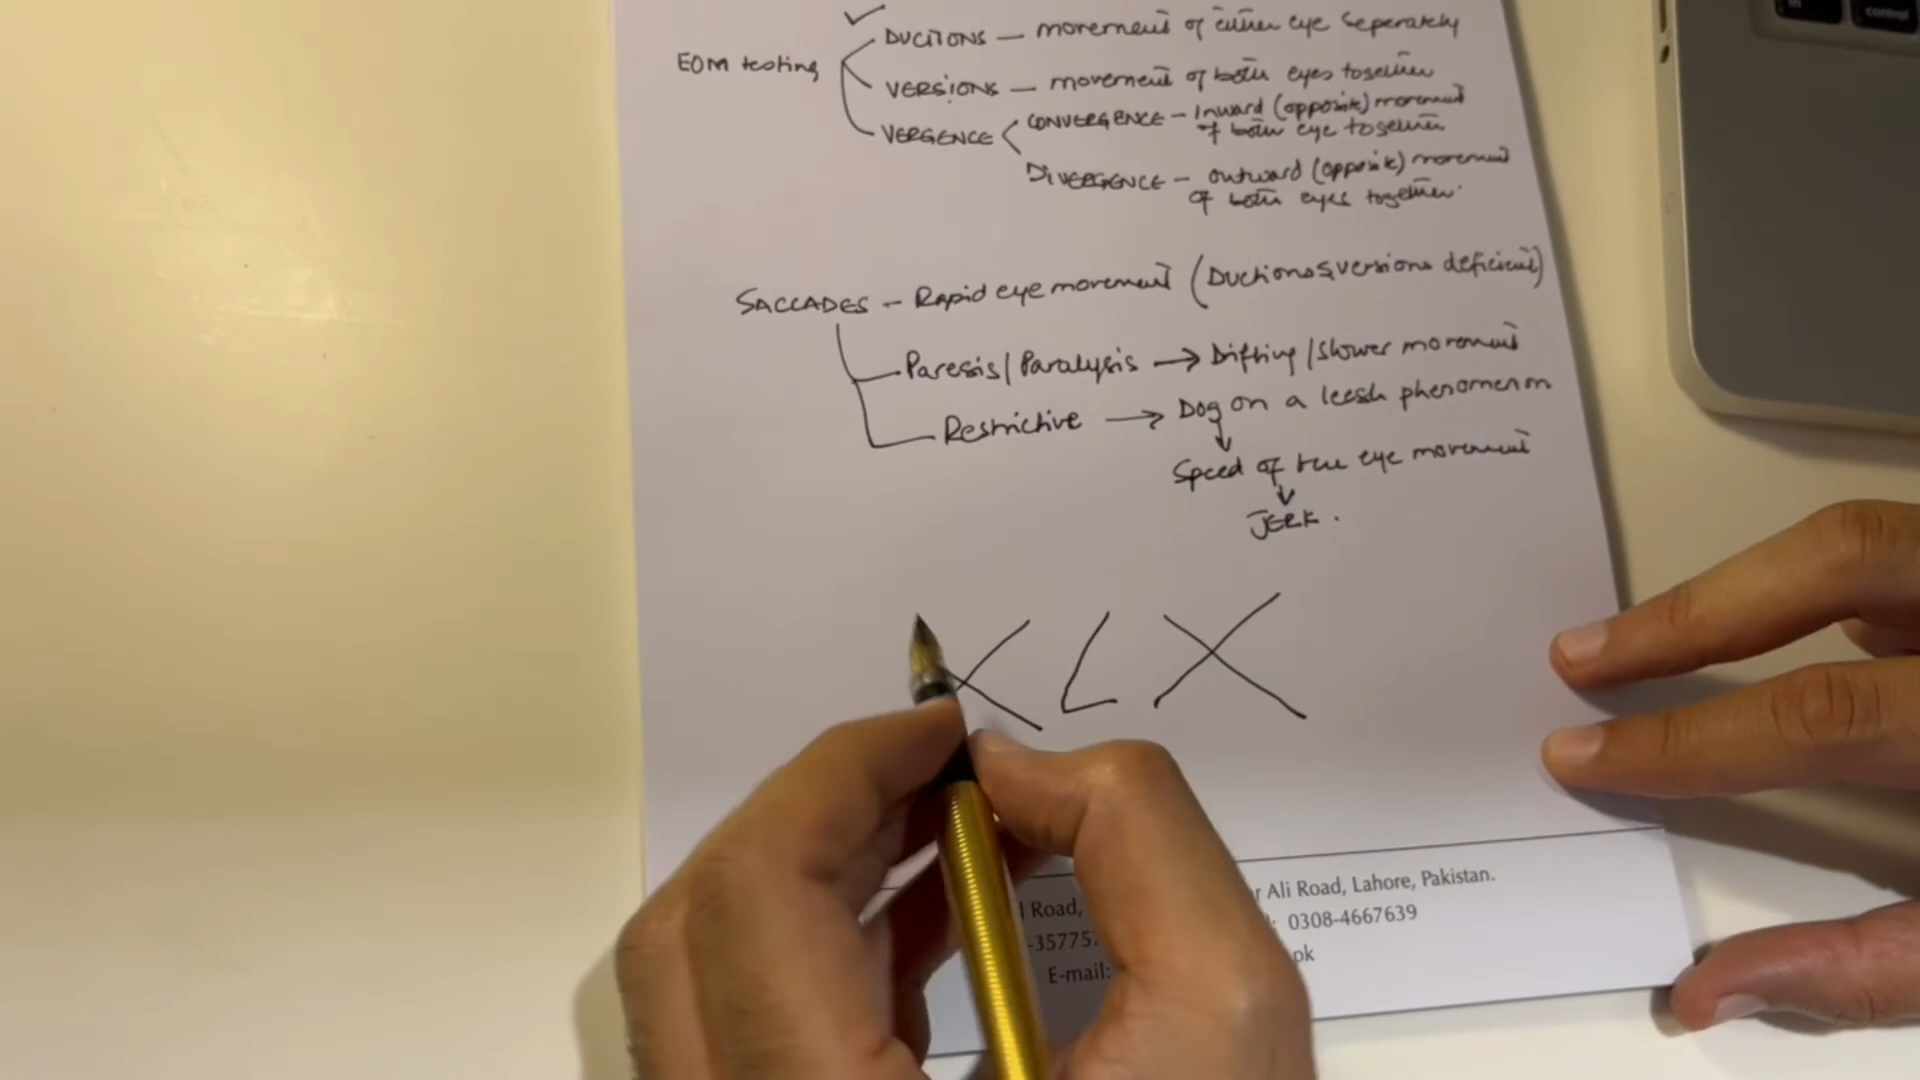 DUCTIONS — movement of either eye seperately
EOM testing
VERSIONS — movement of both eyes together
VERGENCE
CONVERGENCE - Inward (opposite) movement
of both eye together
DIVERGENCE - outward (opposite) movement
of both eyes together
SACCADES - Rapid eye movement (Ductions & versions deficient)
Paresis/Paralysis → Drifting/slower movement
Restrictive → Dog on a leesh phenomenon
Speed of the eye movement
JERK.
l Road,
r Ali Road, Lahore, Pakistan.
-35775
: 0308-4667639
E-mail:
pk
control